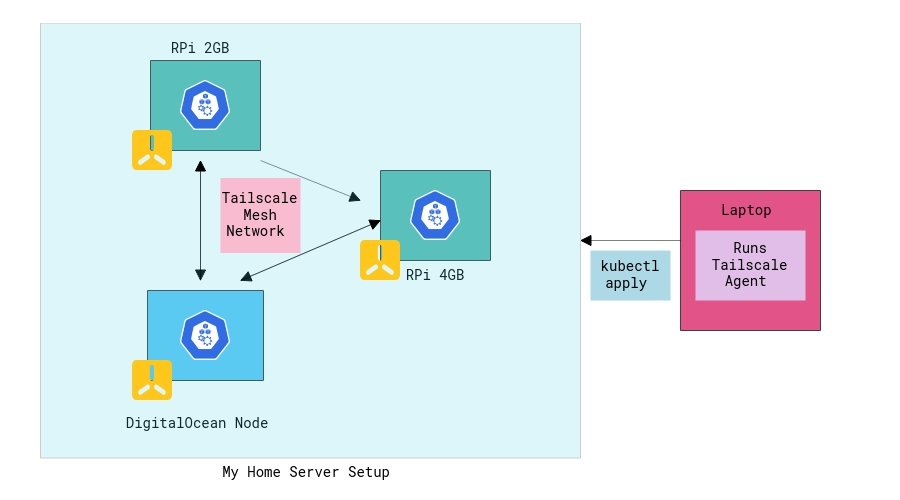 RPi 2GB
Tailscale
Mesh
Network
RPi 4GB
DigitalOcean Node
Laptop
Runs
Tailscale
Agent
kubectl
apply
My Home Server Setup